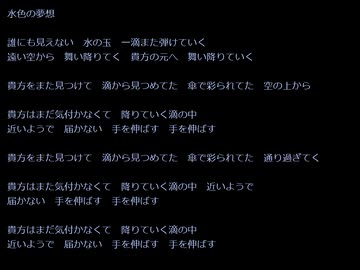 水色の夢想
誰にも見えない　水の玉　一滴また弾けていく
遠い空から　舞い降りてく　貴方の元へ　舞い降りていく
貴方をまた見つけて　滴から見つめてた　傘で彩られてた　空の上から
貴方はまだ気付かなくて　降りていく滴の中
近いようで　届かない　手を伸ばす　手を伸ばす
貴方をまた見つけて　滴から見つめてた　傘で彩られてた　通り過ぎてく
貴方はまた気付かなくて　降りていく滴の中　近いようで
届かない　手を伸ばす　手を伸ばす
貴方はまだ気付かなくて　降りていく滴の中
近いようで　届かない　手を伸ばす　手を伸ばす　手を伸ばす